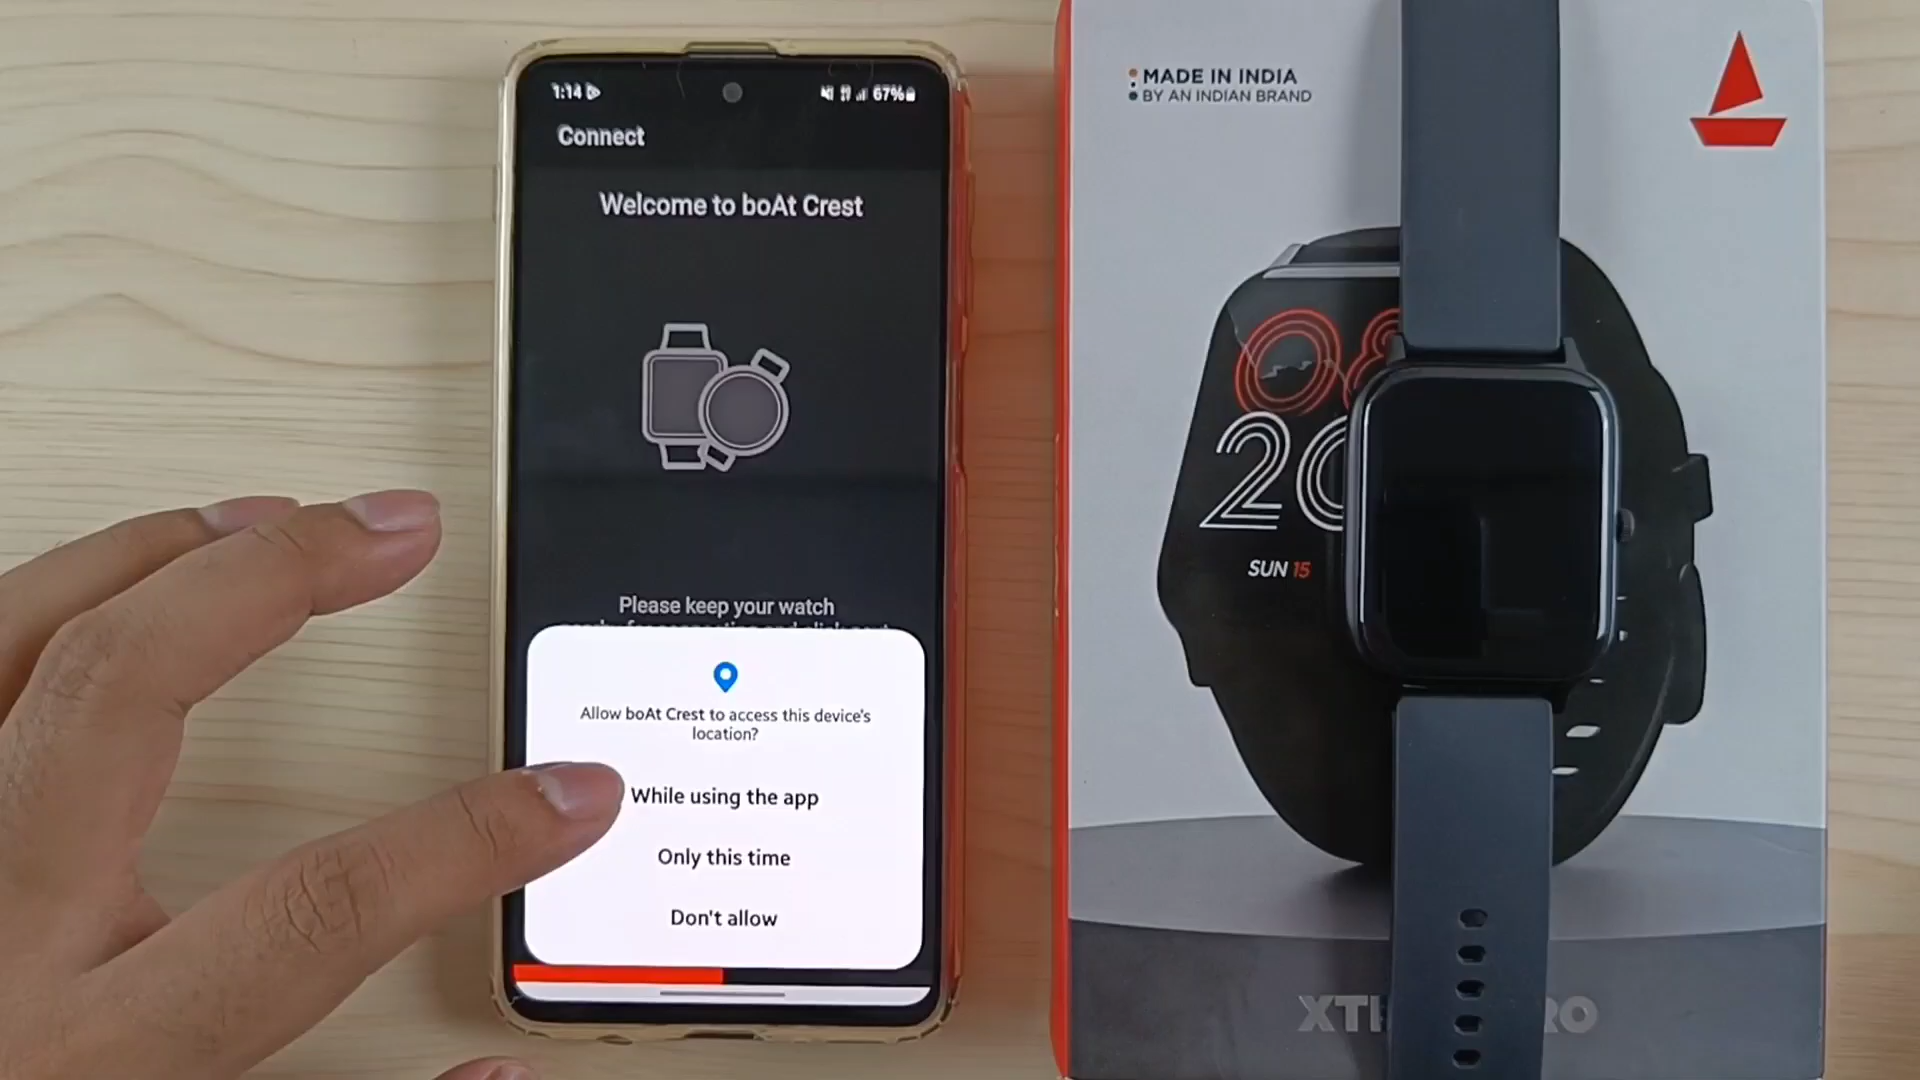 1:14
67%
Connect
Welcome to boAt Crest
Please keep your watch
Allow boAt Crest to access this device's
location?
While using the app
Only this time
Don't allow
MADE IN INDIA
BY AN INDIAN BRAND
08
20
SUN 15